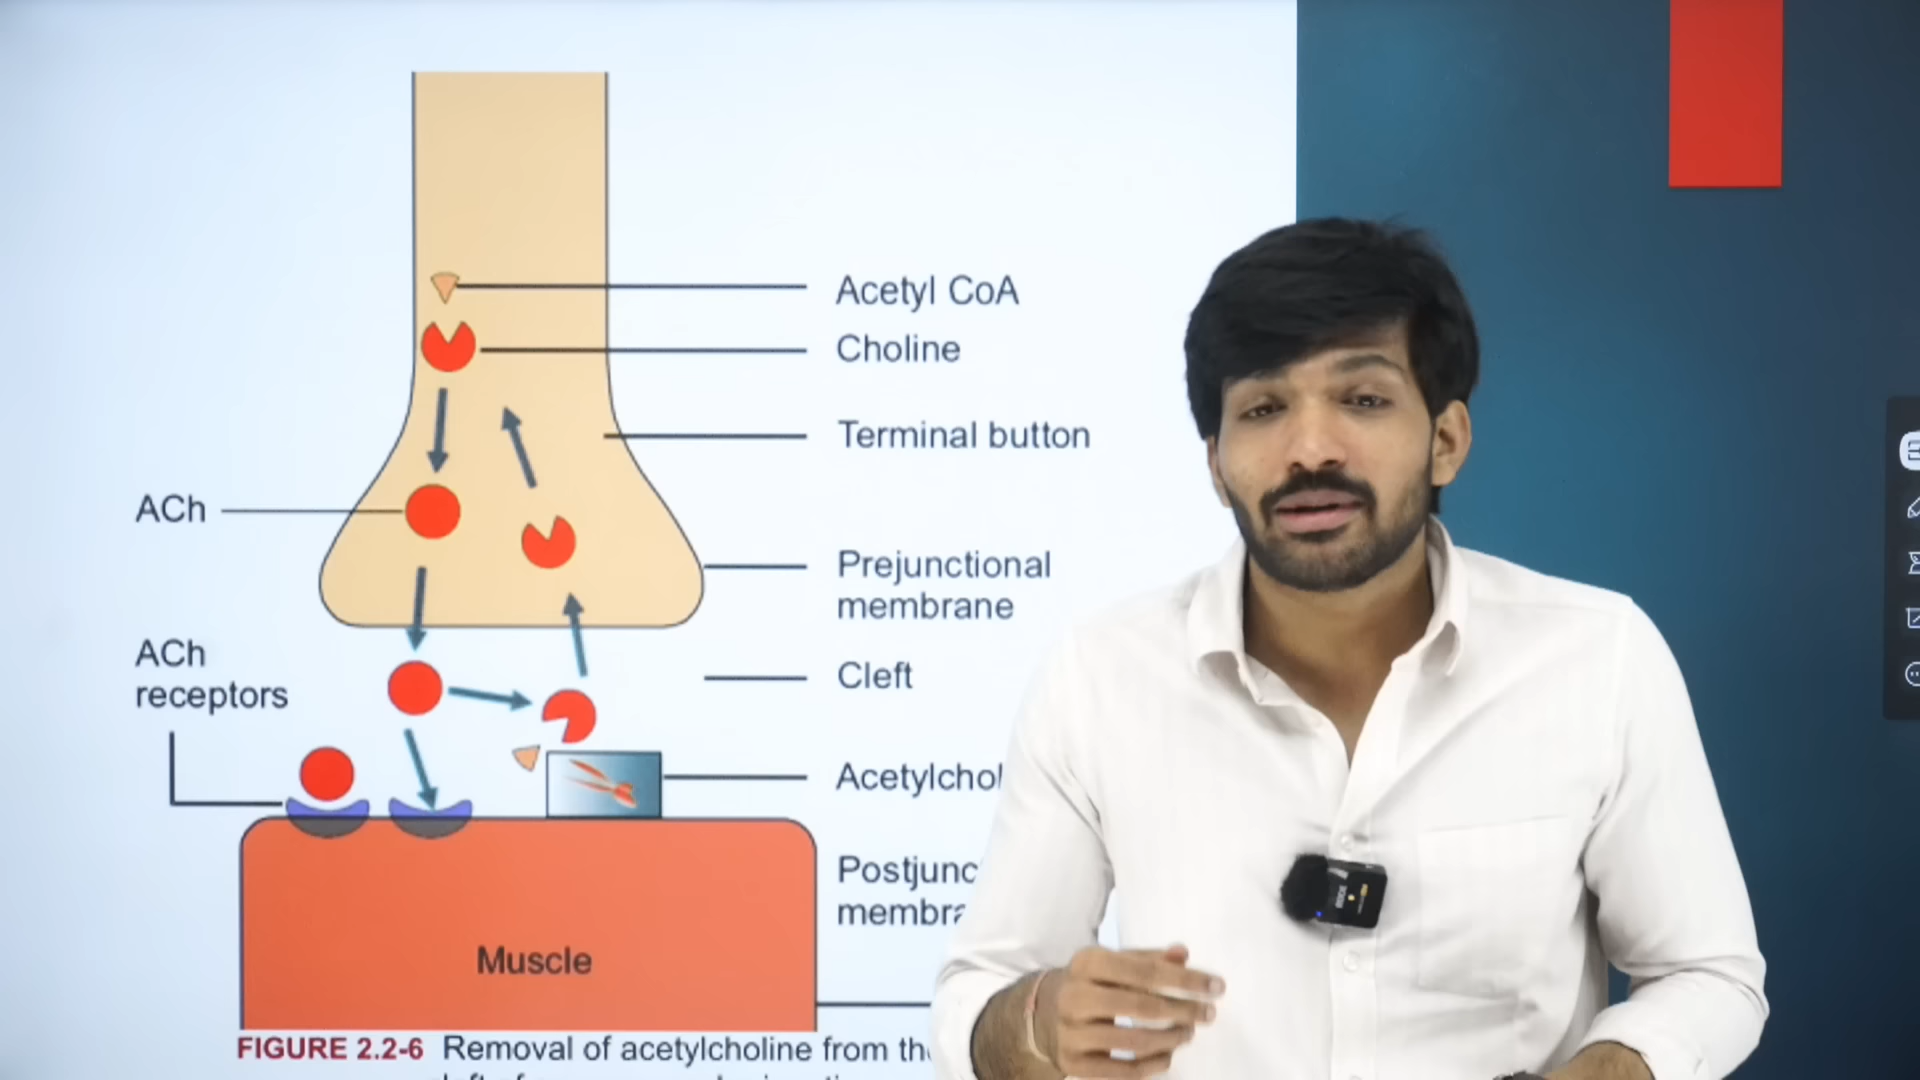 Acetyl CoA
Choline
Terminal button
ACh
Prejunctional
membrane
ACh
receptors
Cleft
Acetylchol
Postjunc
membra
Muscle
FIGURE 2.2-6 Removal of acetylcholine from the